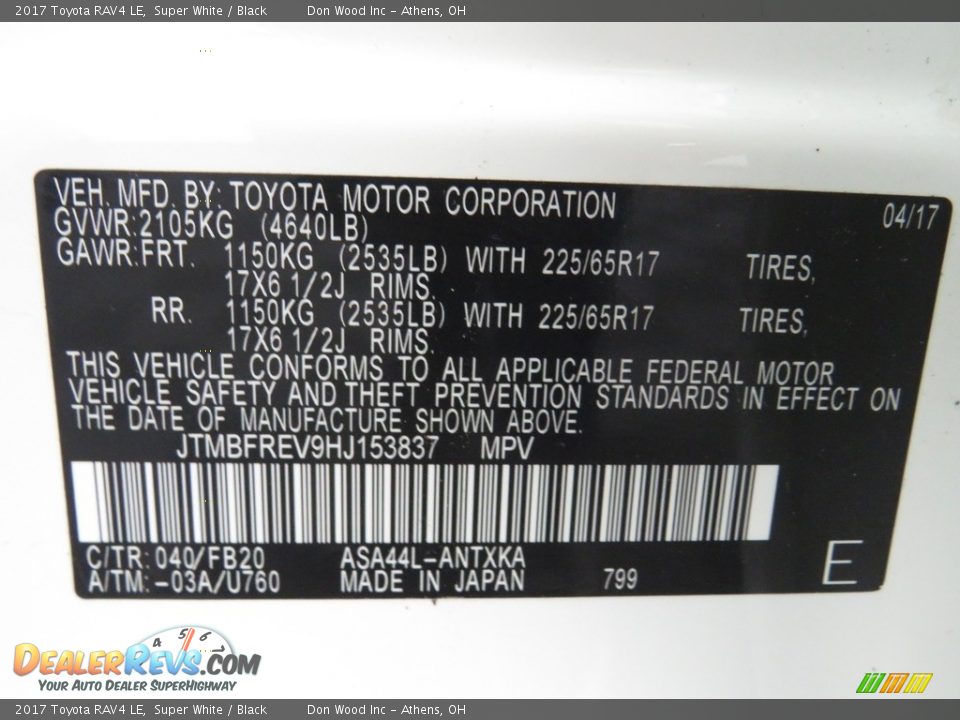 2017 Toyota RAV4 LE, Super White / Black Don Wood Inc - Athens, OH
VEH. MFD. BY: TOYOTA MOTOR CORPORATION 04/17
GVWR:2105KG (4640LB)
GAWR:FRT. 1150KG (2535LB) WITH 225/65R17 TIRES,
17X6 1/2J RIMS.
RR. 1150KG (2535LB) WITH 225/65R17 TIRES,
17X6 1/2J RIMS.
THIS VEHICLE CONFORMS TO ALL APPLICABLE FEDERAL MOTOR
VEHICLE SAFETY AND THEFT PREVENTION STANDARDS IN EFFECT ON
THE DATE OF MANUFACTURE SHOWN ABOVE.
JTMBFREV9HJ153837 MPV
C/TR: 040/FB20 ASA44L-ANTXKA
A/TM: -03A/U760 MADE IN JAPAN 799 E
4 5 6
DEALERREVS.COM
YOUR AUTO DEALER SUPERHIGHWAY
2017 Toyota RAV4 LE, Super White / Black Don Wood Inc - Athens, OH